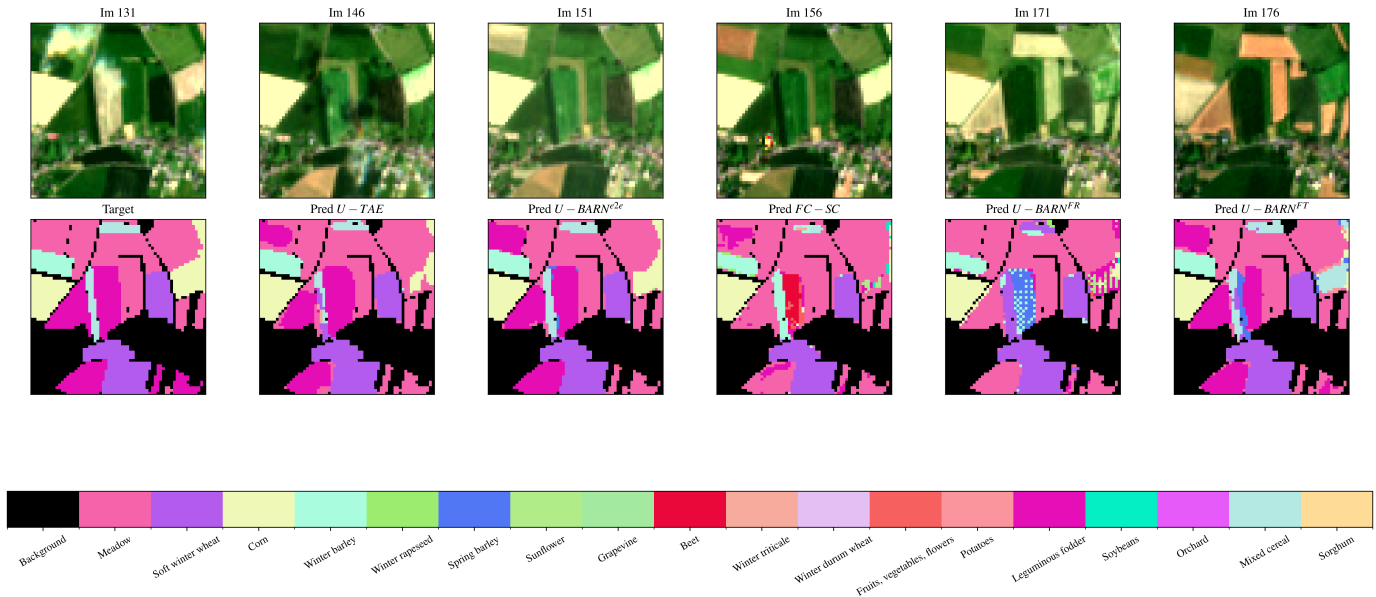 Im 131
Im 146
Im 151
Im 156
Im 171
Im 176
Target
Pred U − TAE
Pred U − BARN^{e2e}
Pred FC − SC
Pred U − BARN^{FR}
Pred U − BARN^{FT}
Background
Meadow
Soft winter wheat
Corn
Winter barley
Winter rapeseed
Spring barley
Sunflower
Grapevine
Beet
Winter triticale
Winter durum wheat
Fruits, vegetables, flowers
Potatoes
Leguminous fodder
Soybeans
Orchard
Mixed cereal
Sorghum